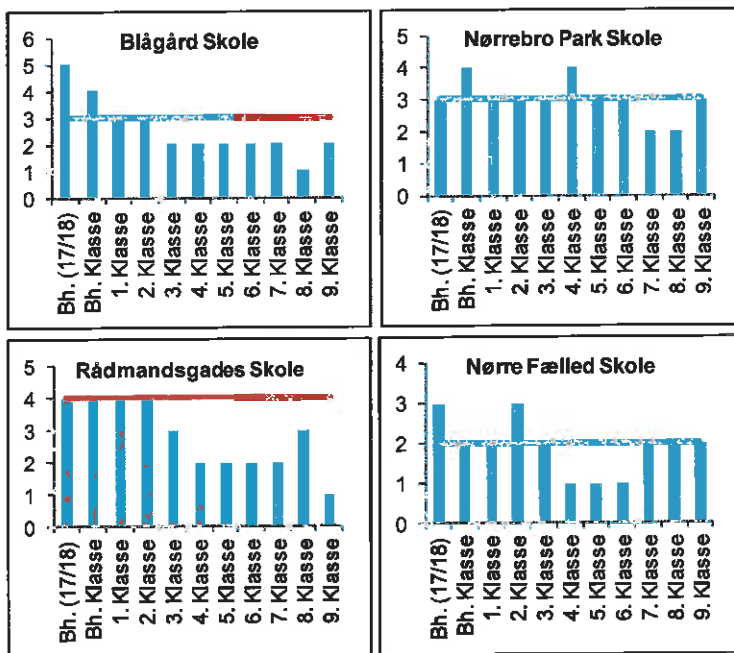 Blågård Skole
6
5
4
3
2
1
0
Bh. (17/18)
Bh. Klasse
1. Klasse
2. Klasse
3. Klasse
4. Klasse
5. Klasse
6. Klasse
7. Klasse
8. Klasse
9. Klasse
Nørrebro Park Skole
5
4
3
2
1
0
Bh. (17/18)
Bh. Klasse
1. Klasse
2. Klasse
3. Klasse
4. Klasse
5. Klasse
6. Klasse
7. Klasse
8. Klasse
9. Klasse
Rådmandsgades Skole
5
4
3
2
1
0
Bh. (17/18)
Bh. Klasse
1. Klasse
2. Klasse
3. Klasse
4. Klasse
5. Klasse
6. Klasse
7. Klasse
8. Klasse
9. Klasse
Nørre Fælled Skole
4
3
2
1
0
Bh. (17/18)
Bh. Klasse
1. Klasse
2. Klasse
3. Klasse
4. Klasse
5. Klasse
6. Klasse
7. Klasse
8. Klasse
9. Klasse